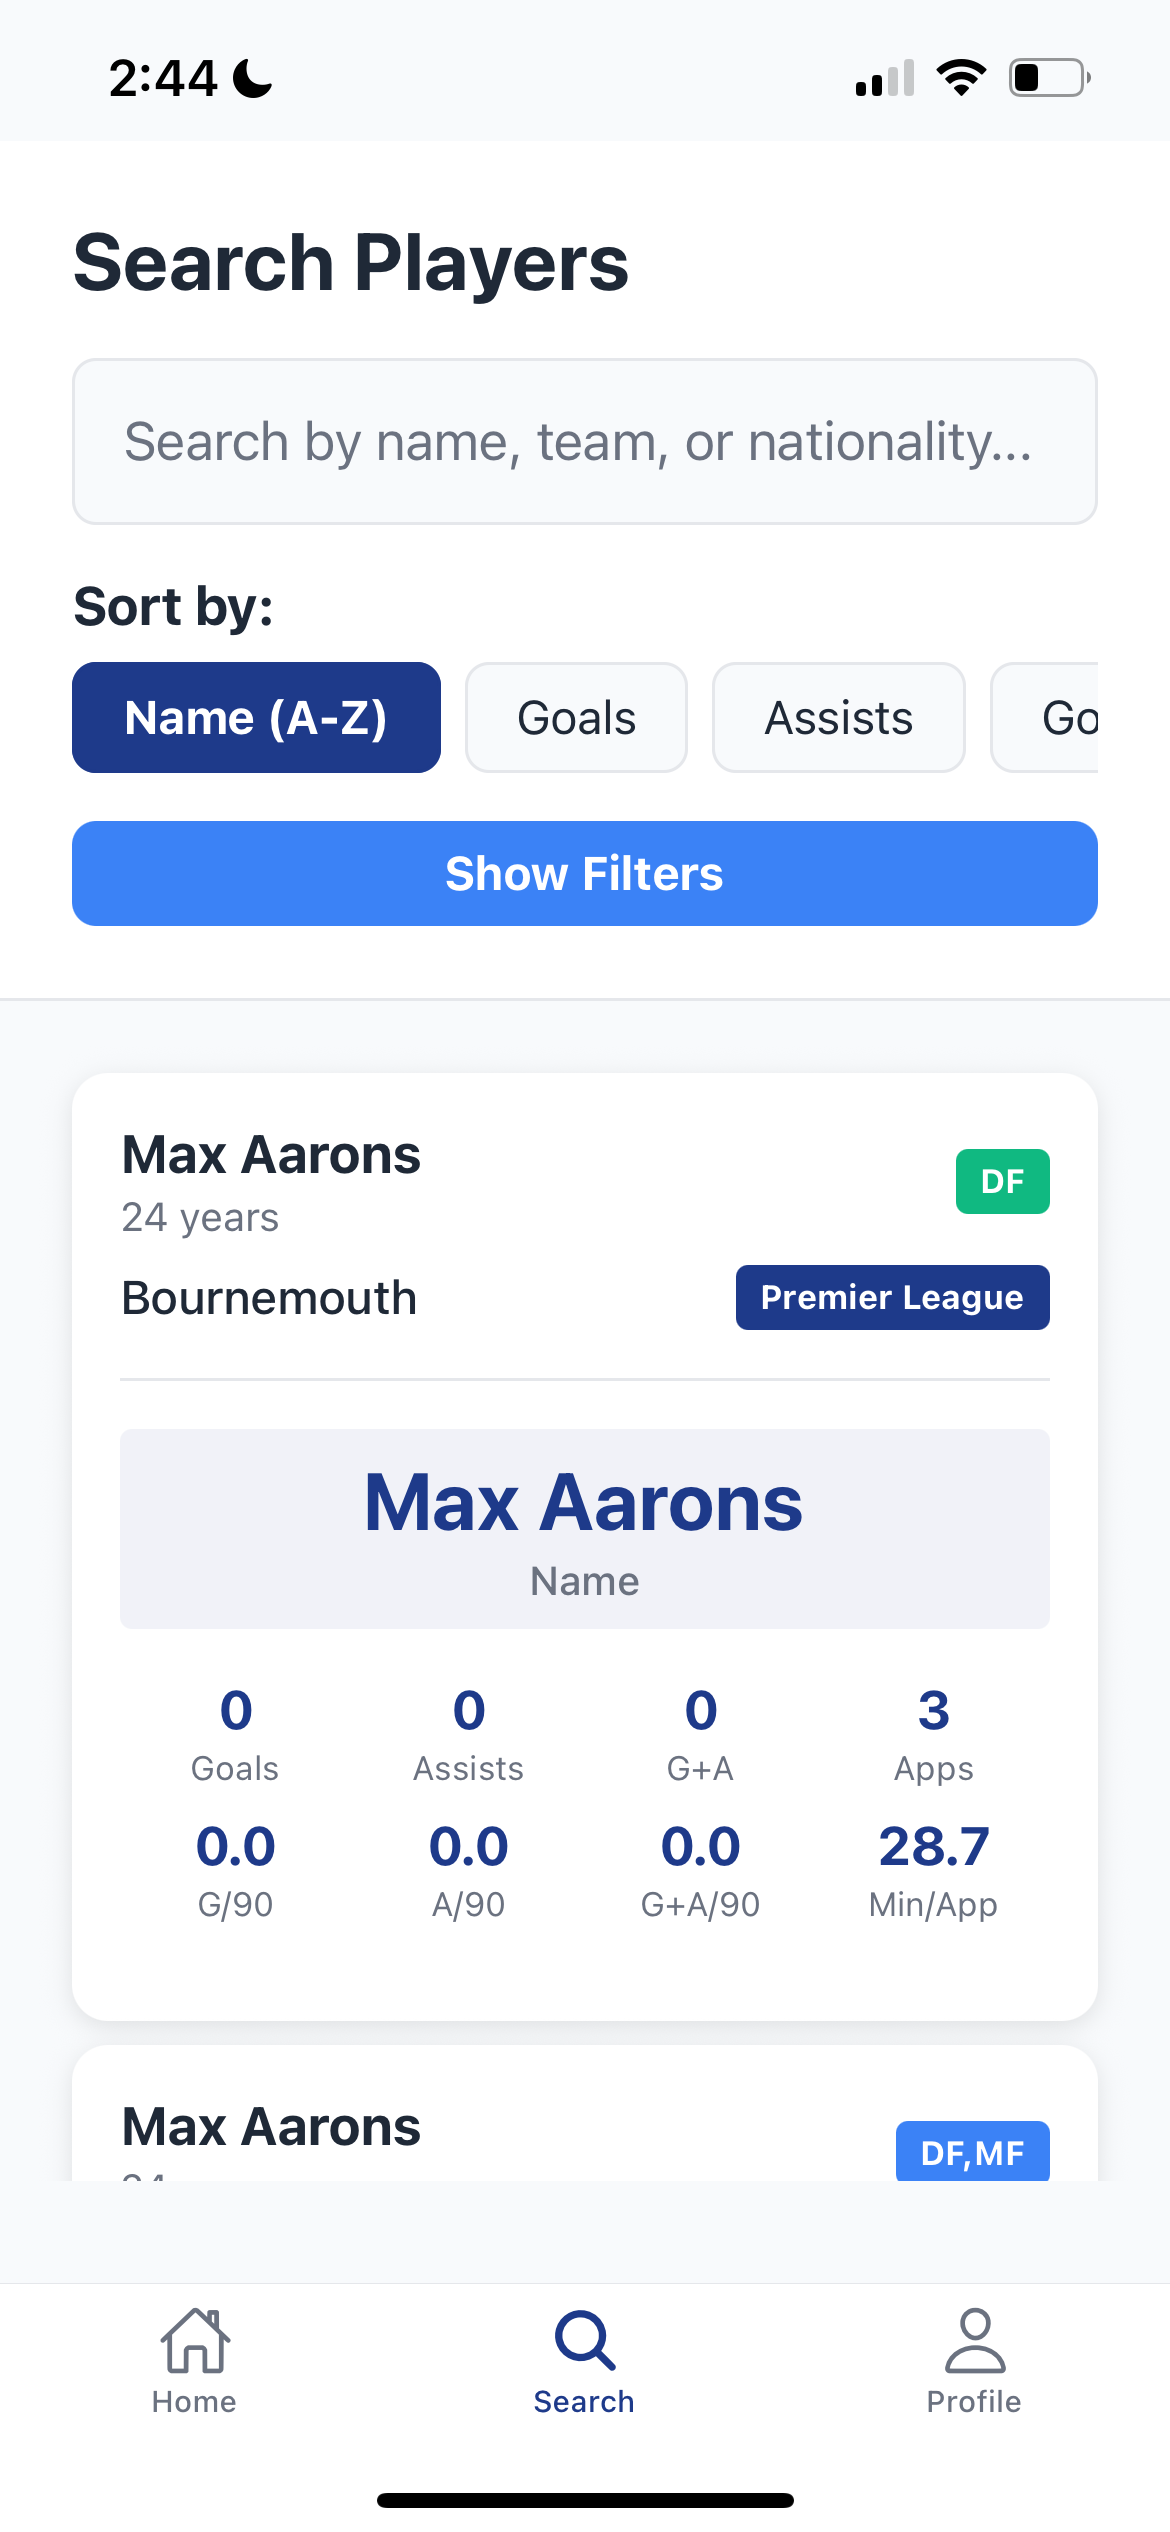 2:44
Search Players
Search by name, team, or nationality...
Sort by:
Name (A-Z) Goals Assists Go
Show Filters
Max Aarons
DF
24 years
Bournemouth Premier League
Max Aarons
Name
0 0 0 3
Goals Assists G+A Apps
0.0 0.0 0.0 28.7
G/90 A/90 G+A/90 Min/App
Max Aarons
DF,MF
Home Search Profile